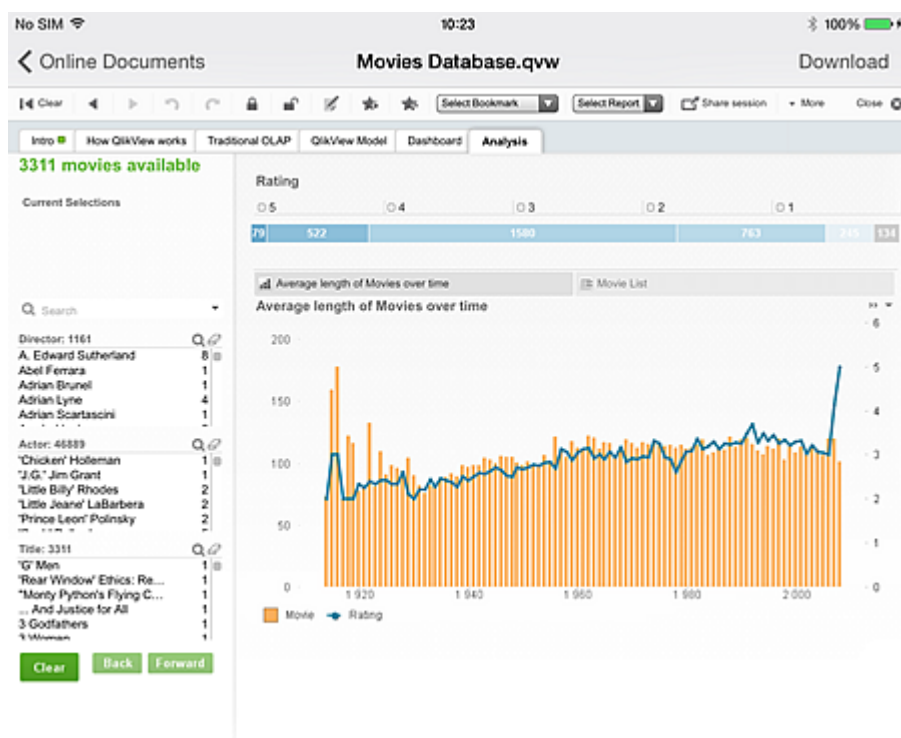 No SIM 10:23 100%
Online Documents Movies Database.qvw Download
Clear Select Bookmark Select Report Share session More Close
Intro How QlikView works Traditional OLAP QlikView Model Dashboard Analysis
3311 movies available
Current Selections
Rating
5 4 3 2 1
79 522 1580 763 245 134
Average length of Movies over time Movie List
Average length of Movies over time
Search
Director: 1161
A. Edward Sutherland 8
Abel Ferrara 1
Adrian Brunel 1
Adrian Lyne 4
Adrian Scartascini 1
Actor: 46889
'Chicken' Holleman 1
'J.G.' Jim Grant 1
'Little Billy' Rhodes 2
'Little Jeane' LaBarbera 2
'Prince Leon' Polinsky 2
Title: 3311
'G' Men 1
'Rear Window' Ethics: Re... 1
"Monty Python's Flying C... 1
... And Justice for All 1
3 Godfathers 1
3 Women 1
Clear Back Forward
200
150
100
50
0
6
5
4
3
2
1
0
1 920 1 940 1 960 1 980 2 000
Movie Rating